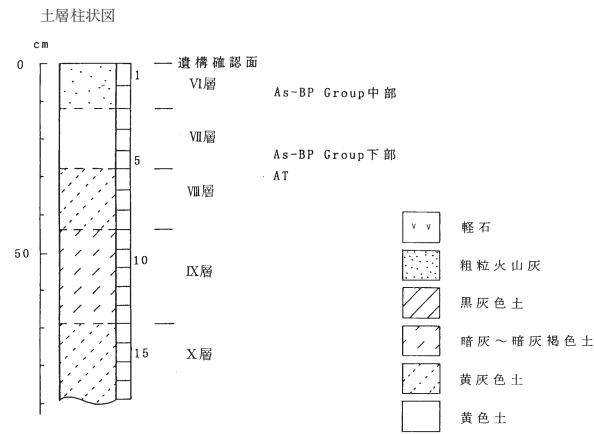 土層柱状図
cm
0
遺構確認面
1
Ⅵ層
As-BP Group中部
Ⅶ層
5
As-BP Group下部
AT
Ⅷ層
50
10
Ⅸ層
15
Ⅹ層
軽石
粗粒火山灰
黒灰色土
暗灰～暗灰褐色土
黄灰色土
黄色土